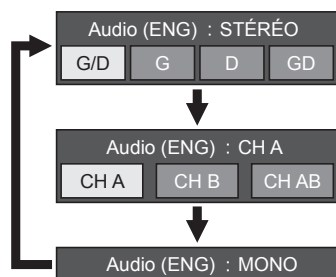 Audio (ENG) : STÉRÉO
G/D G D GD
Audio (ENG) : CH A
CH A CH B CH AB
Audio (ENG) : MONO